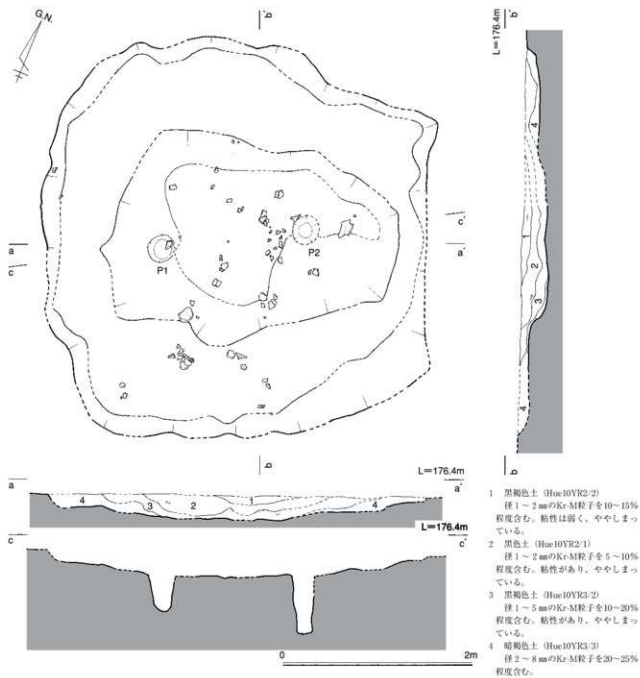 G.N.
b'
L=176.4m
b'
P1
P2
a
a'
c
c'
b
b
1
2
3
4
4
L=176.4m
a
a'
4
3
2
1
4
L=176.4m
c
c'
0
2m
1 黒褐色土 (Hue10YR2/2)
径1～2㎜のKr-M粒子を10～15%
程度含む。粘性は弱く、ややしまっ
ている。
2 黒色土 (Hue10YR2/1)
径1～2㎜のKr-M粒子を5～10%
程度含む。粘性があり、ややしまっ
ている。
3 黒褐色土 (Hue10YR3/2)
径1～5㎜のKr-M粒子を10～20%
程度含む。粘性があり、ややしまっ
ている。
4 暗褐色土 (Hue10YR3/3)
径2～8㎜のKr-M粒子を20～25%
程度含む。